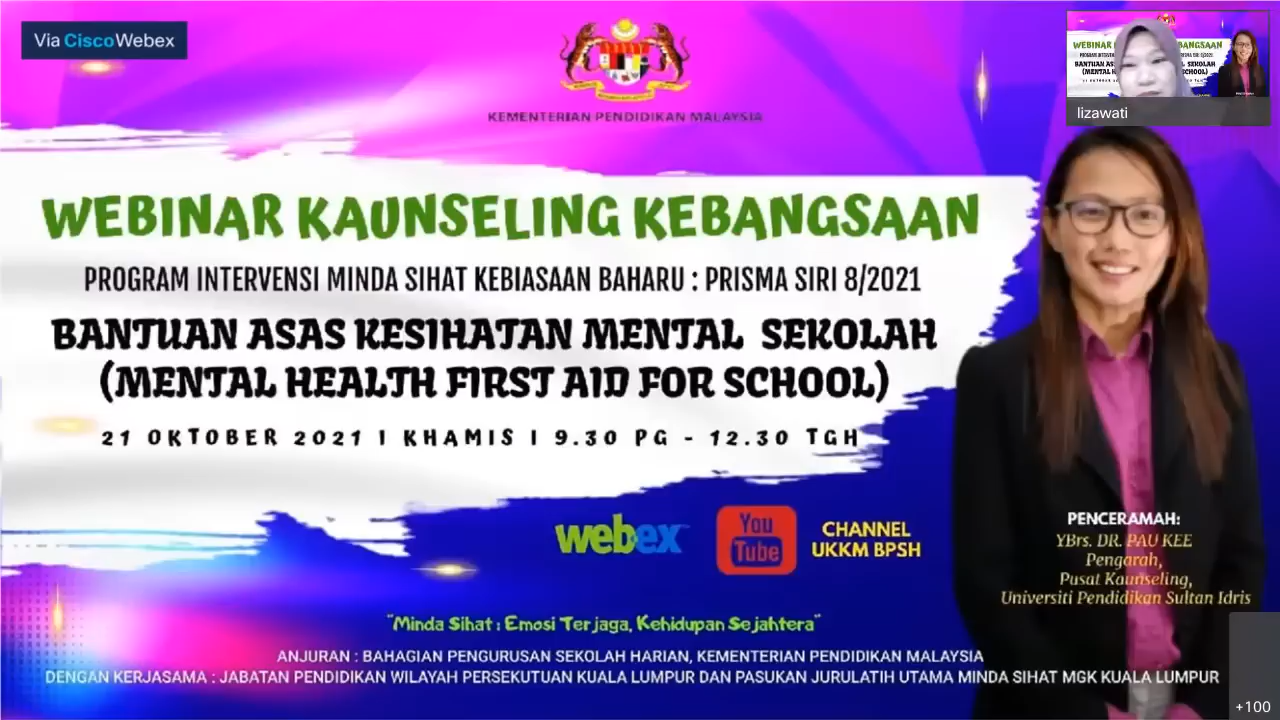 Via Cisco Webex
KEMENTERIAN PENDIDIKAN MALAYSIA
lizawati
WEBINAR KAUNSELING KEBANGSAAN
PROGRAM INTERVENSI MINDA SIHAT KEBIASAAN BAHARU : PRISMA SIRI 8/2021
BANTUAN ASAS KESIHATAN MENTAL SEKOLAH
(MENTAL HEALTH FIRST AID FOR SCHOOL)
21 OKTOBER 2021 I KHAMIS I 9.30 PG - 12.30 TGH
webex
You
Tube
CHANNEL
UKKM BPSH
PENCERAMAH:
YBrs. DR. PAU KEE
Pengarah,
Pusat Kaunseling,
Universiti Pendidikan Sultan Idris
"Minda Sihat : Emosi Terjaga, Kehidupan Sejahtera"
ANJURAN : BAHAGIAN PENGURUSAN SEKOLAH HARIAN, KEMENTERIAN PENDIDIKAN MALAYSIA
DENGAN KERJASAMA : JABATAN PENDIDIKAN WILAYAH PERSEKUTUAN KUALA LUMPUR DAN PASUKAN JURULATIH UTAMA MINDA SIHAT MGK KUALA LUMPUR
+100